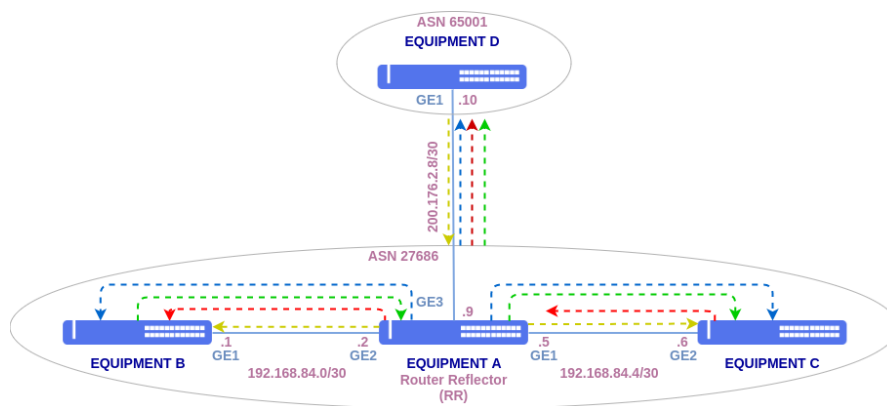 ASN 65001
EQUIPMENT D
GE1
.10
200.176.2.8/30
ASN 27686
GE3
.9
.1
GE1
.2
GE2
.5
GE1
.6
GE2
EQUIPMENT B
EQUIPMENT A
EQUIPMENT C
192.168.84.0/30
Router Reflector
(RR)
192.168.84.4/30